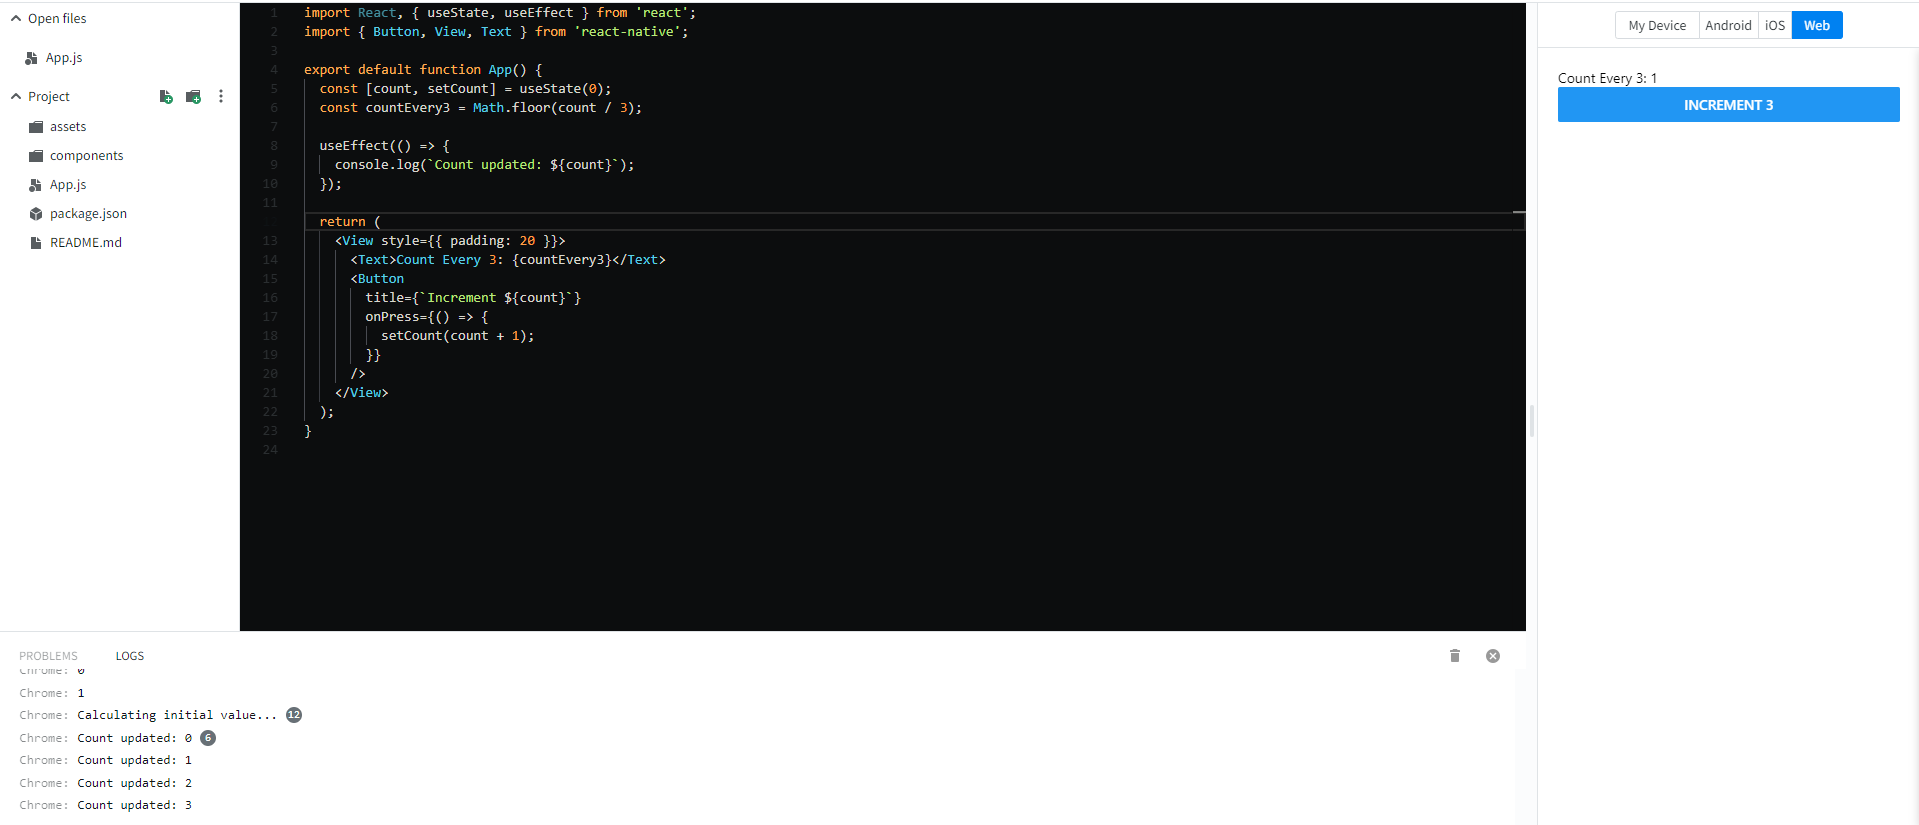 Open files
App.js
Project
assets
components
App.js
package.json
README.md
1 import React, { useState, useEffect } from 'react';
2 import { Button, View, Text } from 'react-native';
3
4 export default function App() {
5 const [count, setCount] = useState(0);
6 const countEvery3 = Math.floor(count / 3);
7
8 useEffect(() => {
9 console.log(`Count updated: ${count}`);
10 });
11
return (
13 <View style={{ padding: 20 }}>
14 <Text>Count Every 3: {countEvery3}</Text>
15 <Button
16 title={`Increment ${count}`}
17 onPress={() => {
18 setCount(count + 1);
19 }}
20 />
21 </View>
22 );
23 }
24
My Device Android iOS Web
Count Every 3: 1
INCREMENT 3
PROBLEMS LOGS
Chrome: 0
Chrome: 1
Chrome: Calculating initial value... 12
Chrome: Count updated: 0 6
Chrome: Count updated: 1
Chrome: Count updated: 2
Chrome: Count updated: 3